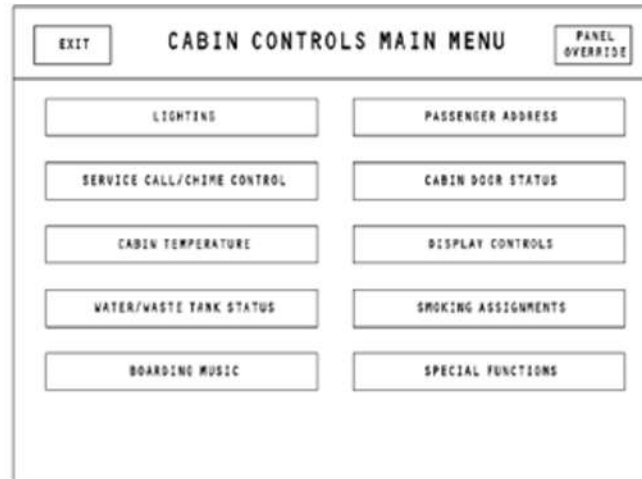 EXIT
CABIN CONTROLS MAIN MENU
PANEL
OVERRIDE
LIGHTING
PASSENGER ADDRESS
SERVICE CALL/CHIME CONTROL
CABIN DOOR STATUS
CABIN TEMPERATURE
DISPLAY CONTROLS
WATER/WASTE TANK STATUS
SMOKING ASSIGNMENTS
BOARDING MUSIC
SPECIAL FUNCTIONS